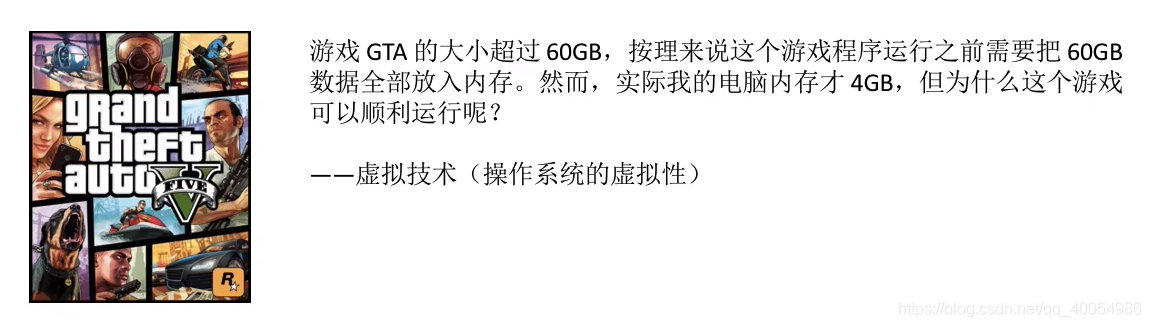 grand
theft
auto
FIVE
R
游戏 GTA 的大小超过 60GB，按理来说这个游戏程序运行之前需要把 60GB
数据全部放入内存。然而，实际我的电脑内存才 4GB，但为什么这个游戏
可以顺利运行呢？
——虚拟技术（操作系统的虚拟性）
https://blog.csdn.net/qq_40054986